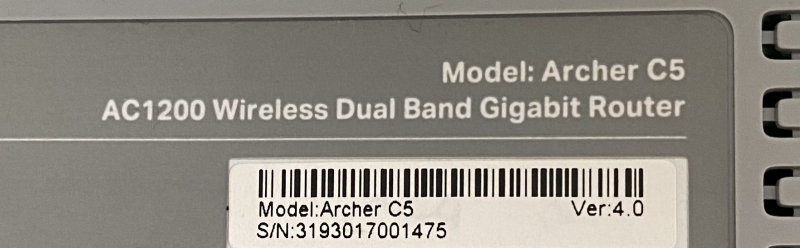 Model: Archer C5
AC1200 Wireless Dual Band Gigabit Router
Model:Archer C5 Ver:4.0
S/N:3193017001475